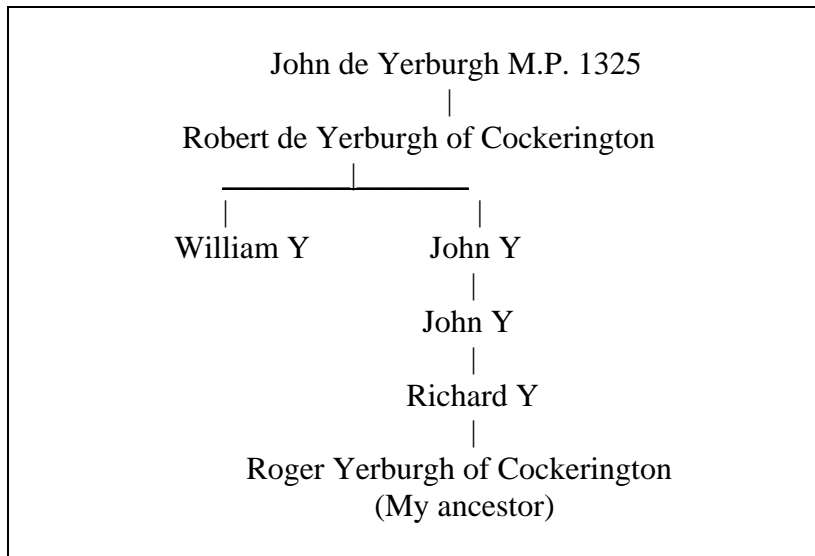 John de Yerburgh M.P. 1325
Robert de Yerburgh of Cockerington
William Y John Y
John Y
Richard Y
Roger Yerburgh of Cockerington
(My ancestor)